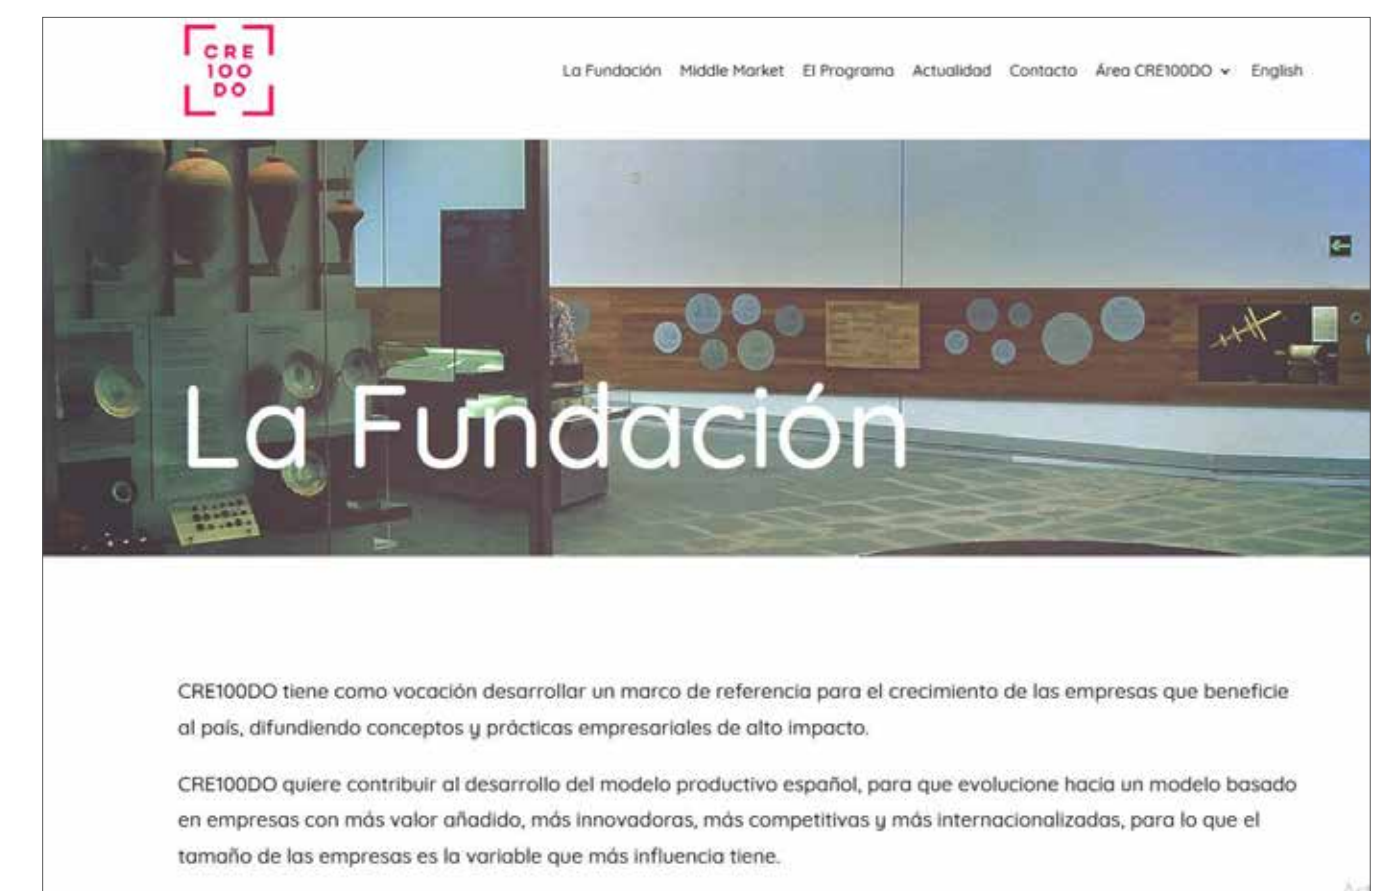 CRE
100
DO
La Fundación Middle Market El Programa Actualidad Contacto Área CRE100DO English
La Fundación
CRE100DO tiene como vocación desarrollar un marco de referencia para el crecimiento de las empresas que beneficie
al país, difundiendo conceptos y prácticas empresariales de alto impacto.
CRE100DO quiere contribuir al desarrollo del modelo productivo español, para que evolucione hacia un modelo basado
en empresas con más valor añadido, más innovadoras, más competitivas y más internacionalizadas, para lo que el
tamaño de las empresas es la variable que más influencia tiene.